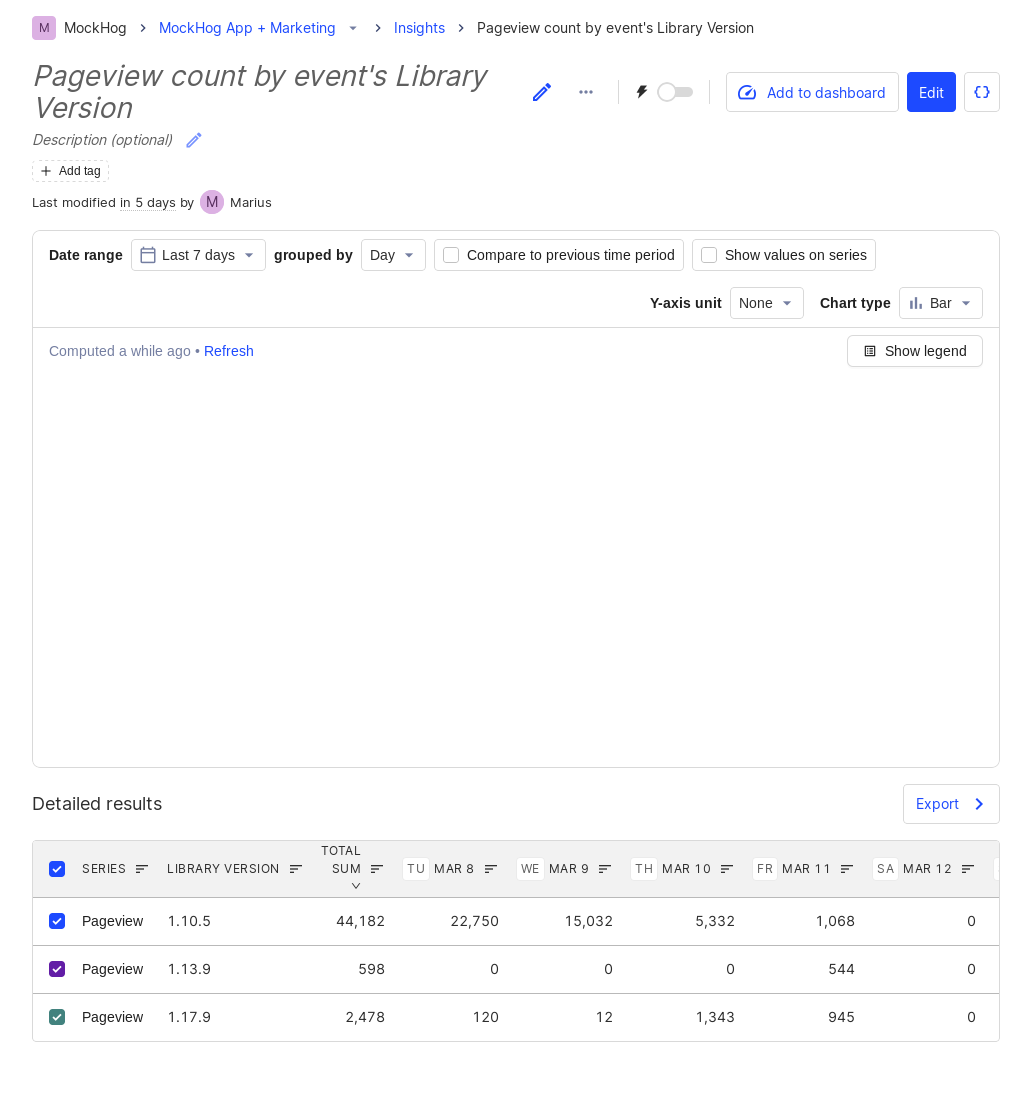 M MockHog MockHog App + Marketing Insights Pageview count by event's Library Version
Pageview count by event's Library
Version
Add to dashboard Edit
Description (optional)
Add tag
Last modified in 5 days by M Marius
Date range Last 7 days grouped by Day Compare to previous time period Show values on series
Y-axis unit None Chart type Bar
Computed a while ago • Refresh Show legend
Detailed results Export
SERIES LIBRARY VERSION TOTAL SUM TU MAR 8 WE MAR 9 TH MAR 10 FR MAR 11 SA MAR 12
Pageview 1.10.5 44,182 22,750 15,032 5,332 1,068 0
Pageview 1.13.9 598 0 0 0 544 0
Pageview 1.17.9 2,478 120 12 1,343 945 0